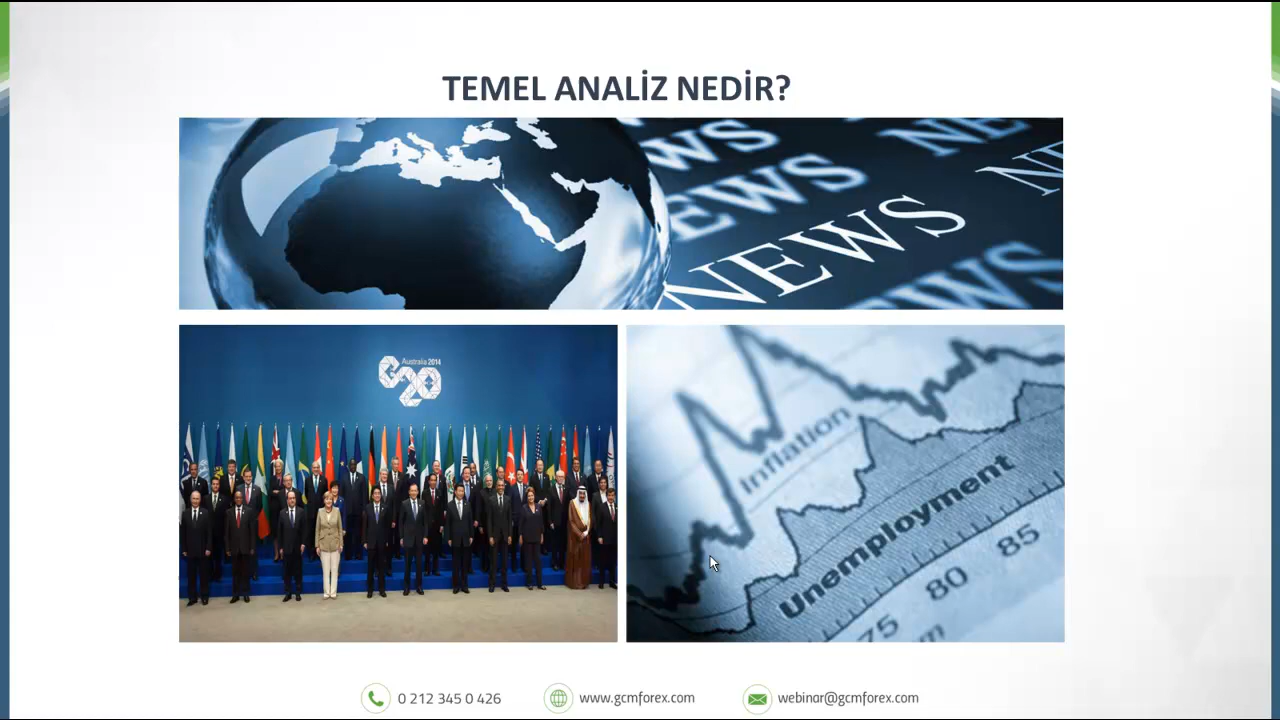 TEMEL ANALİZ NEDİR?
NEWS
NEWS
NEWS
NEWS
Australia 2014
G20
Inflation
Unemployment
75
80
85
0 212 345 0 426
www.gcmforex.com
webinar@gcmforex.com